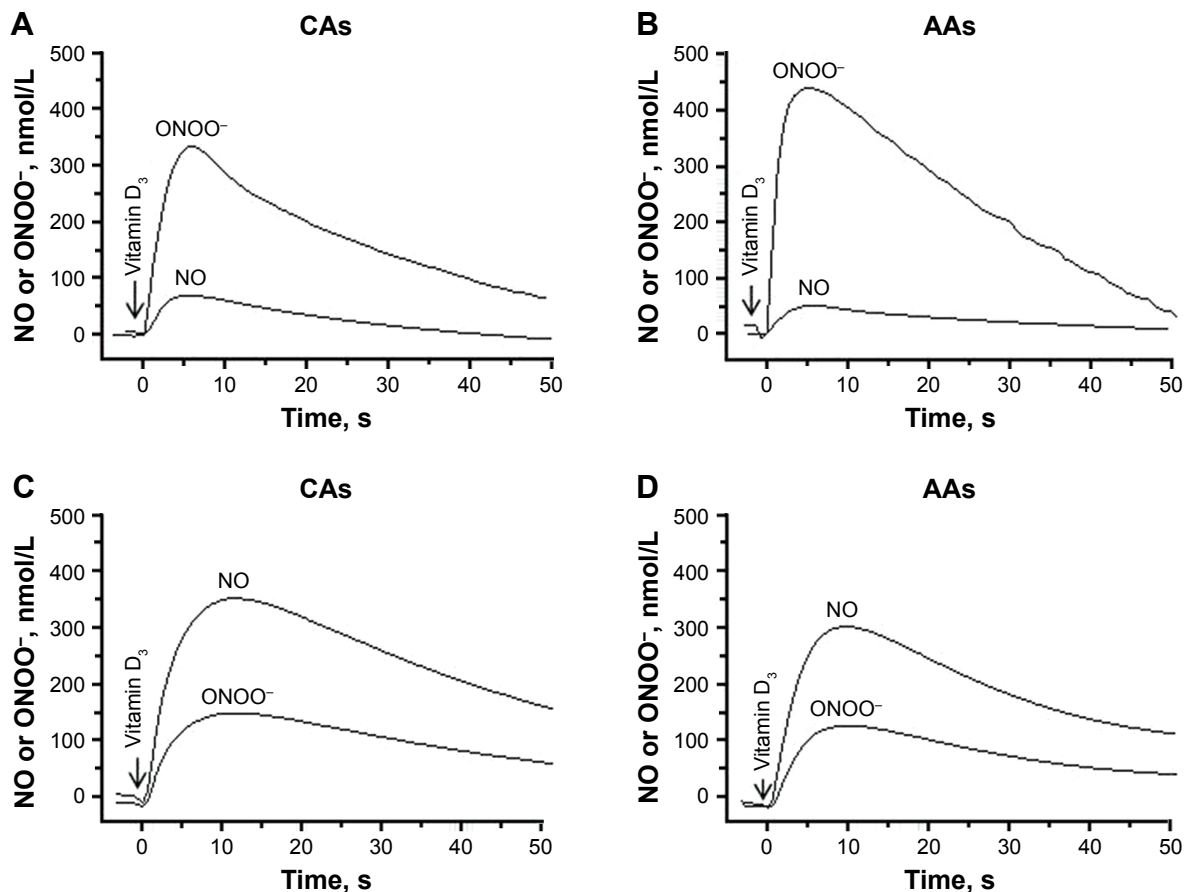 A
CAs
NO or ONOO⁻, nmol/L
500
400
300
200
100
0
ONOO⁻
NO
Vitamin D₃
0 10 20 30 40 50
Time, s
B
AAs
NO or ONOO⁻, nmol/L
500
400
300
200
100
0
ONOO⁻
NO
Vitamin D₃
0 10 20 30 40 50
Time, s
C
CAs
NO or ONOO⁻, nmol/L
500
400
300
200
100
0
NO
ONOO⁻
Vitamin D₃
0 10 20 30 40 50
Time, s
D
AAs
NO or ONOO⁻, nmol/L
500
400
300
200
100
0
NO
ONOO⁻
Vitamin D₃
0 10 20 30 40 50
Time, s